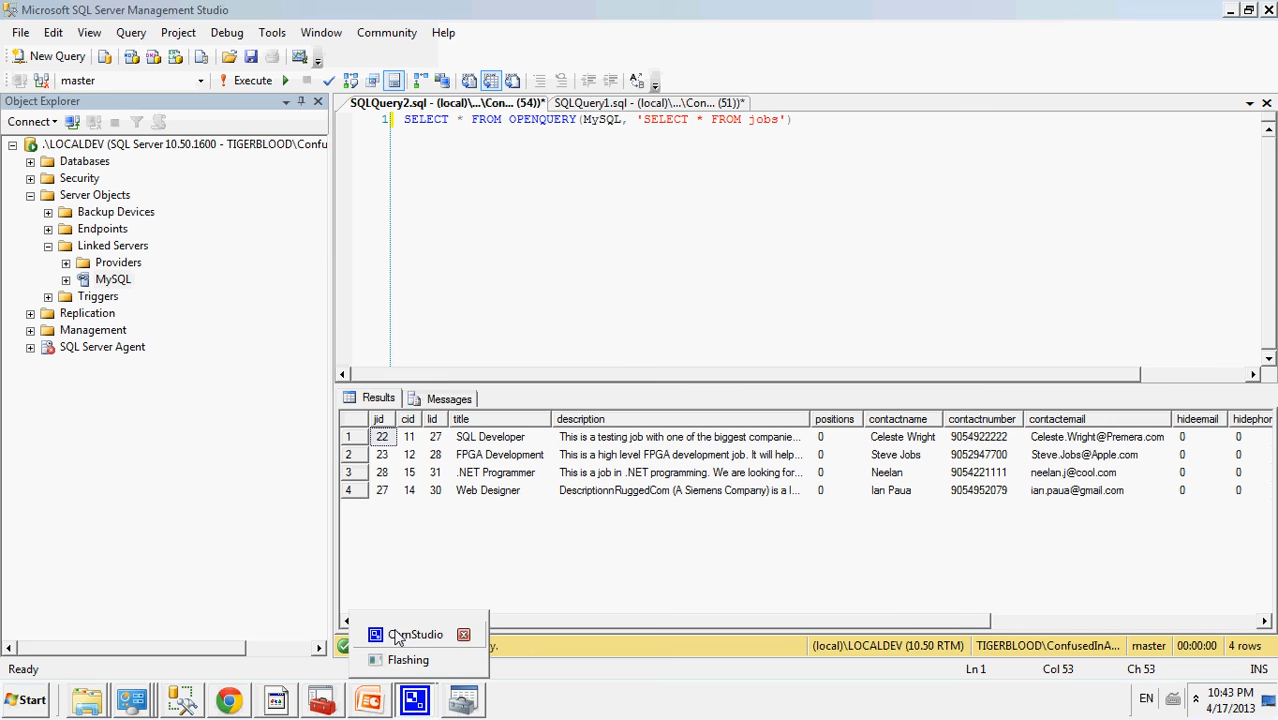 Microsoft SQL Server Management Studio
File Edit View Query Project Debug Tools Window Community Help
New Query
master Execute
Object Explorer
SQLQuery2.sql - (local)\...\Con... (54))* SQLQuery1.sql - (local)\...\Con... (51))*
Connect
1 SELECT * FROM OPENQUERY(MySQL, 'SELECT * FROM jobs')
.\LOCALDEV (SQL Server 10.50.1600 - TIGERBLOOD\Confu
Databases
Security
Server Objects
Backup Devices
Endpoints
Linked Servers
Providers
MySQL
Triggers
Replication
Management
SQL Server Agent
Results Messages
jid cid lid title description positions contactname contactnumber contactemail hideemail hidephor
1 22 11 27 SQL Developer This is a testing job with one of the biggest companie... 0 Celeste Wright 9054922222 Celeste.Wright@Premera.com 0 0
2 23 12 28 FPGA Development This is a high level FPGA development job. It will help... 0 Steve Jobs 9052947700 Steve.Jobs@Apple.com 0 0
3 28 15 31 .NET Programmer This is a job in .NET programming. We are looking for... 0 Neelan 9054221111 neelan.j@cool.com 0 0
4 27 14 30 Web Designer DescriptionnRuggedCom (A Siemens Company) is a l... 0 Ian Paua 9054952079 ian.paua@gmail.com 0 0
CamStudio
Flashing
(local)\LOCALDEV (10.50 RTM) TIGERBLOOD\ConfusedInA... master 00:00:00 4 rows
Ready Ln 1 Col 53 Ch 53 INS
Start EN 10:43 PM
4/17/2013